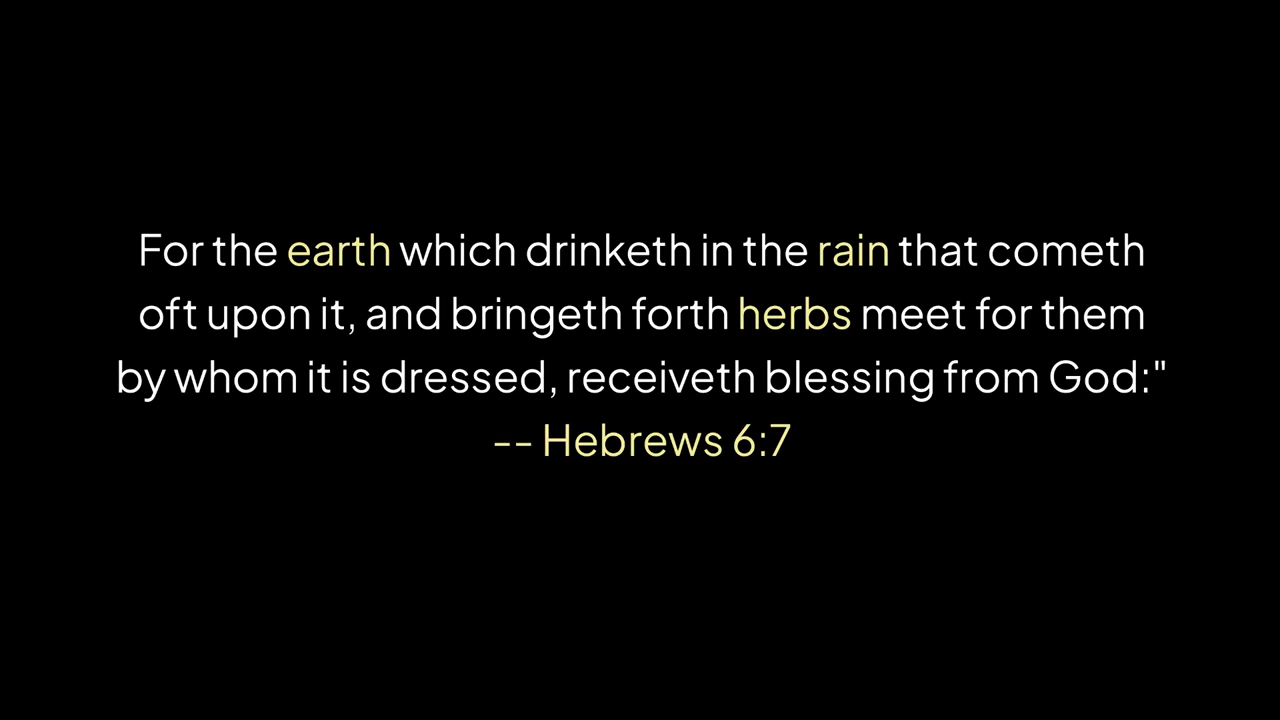 For the earth which drinketh in the rain that cometh
oft upon it, and bringeth forth herbs meet for them
by whom it is dressed, receiveth blessing from God:"
-- Hebrews 6:7